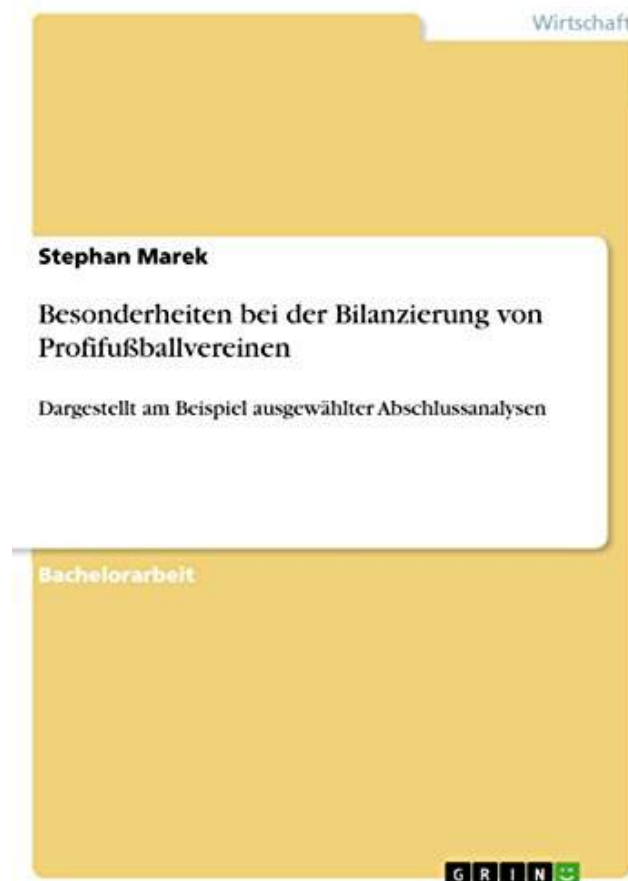 Wirtschaft
Stephan Marek
Besonderheiten bei der Bilanzierung von
Profifußballvereinen
Dargestellt am Beispiel ausgewählter Abschlussanalysen
Bachelorarbeit
GRIN